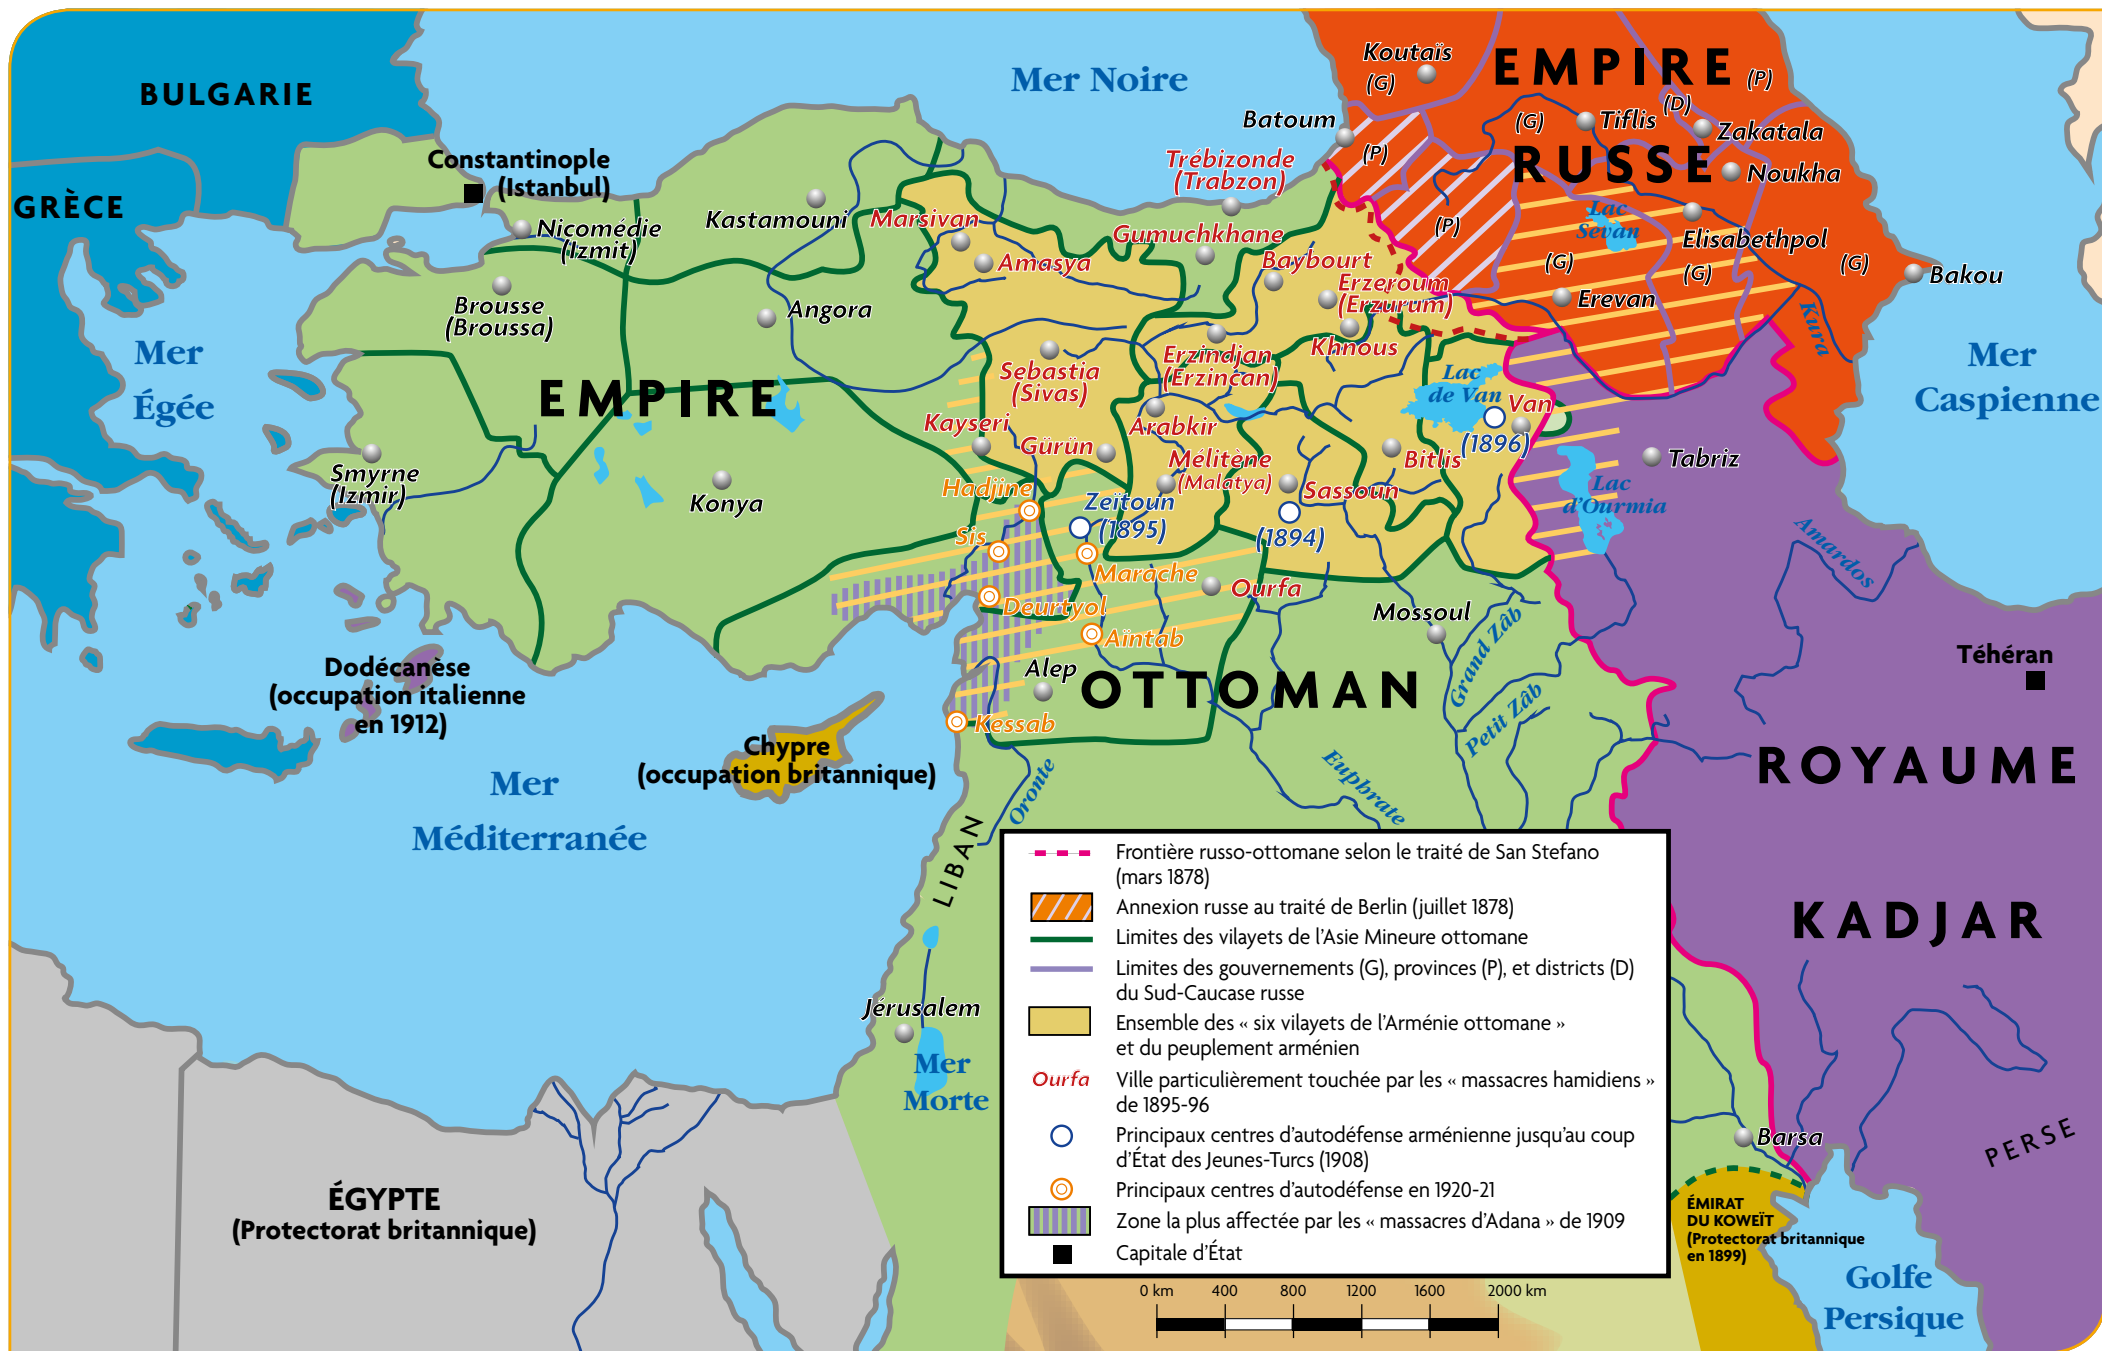 BULGARIE
GRÈCE
Constantinople
(Istanbul)
Nicomédie
(Izmit)
Brousse
(Broussa)
Kastamouni
Angora
Mer Noire
Marsivan
Amasya
Trébizonde
(Trabzon)
Gumuchkhane
Baybourt
Erzeroum
(Erzurum)
Khnous
Batoum
Koutaïs
(G)
(P)
(P)
EMPIRE
RUSSE
(P)
(D)
(G)
Tiflis
Zakatala
Noukha
Lac
Sevan
Elisabethpol
(G)
(G)
(G)
Erevan
Bakou
Kura
Mer
Caspienne
Mer
Égée
EMPIRE
Smyrne
(Izmir)
Konya
Sebastia
(Sivas)
Kayseri
Gürün
Erzindjan
(Erzincan)
Arabkir
Mélitène
(Malatya)
Sassoun
(1894)
Bitlis
Lac
de Van
Van
(1896)
Hadjine
Zeïtoun
(1895)
Sis
Marache
Deurtyol
Aïntab
Ourfa
Kessab
Alep
OTTOMAN
Mossoul
Grand Zâb
Petit Zâb
Euphrate
Oronte
Tabriz
Lac
d'Ourmia
Amardos
Téhéran
ROYAUME
KADJAR
PERSE
Dodécanèse
(occupation italienne
en 1912)
Chypre
(occupation britannique)
Mer
Méditerranée
LIBAN
Jérusalem
Mer
Morte
ÉGYPTE
(Protectorat britannique)
Barsa
ÉMIRAT
DU KOWEÏT
(Protectorat britannique
en 1899)
Golfe
Persique
Frontière russo-ottomane selon le traité de San Stefano
(mars 1878)
Annexion russe au traité de Berlin (juillet 1878)
Limites des vilayets de l'Asie Mineure ottomane
Limites des gouvernements (G), provinces (P), et districts (D)
du Sud-Caucase russe
Ensemble des « six vilayets de l'Arménie ottomane »
et du peuplement arménien
Ourfa Ville particulièrement touchée par les « massacres hamidiens »
de 1895-96
Principaux centres d'autodéfense arménienne jusqu'au coup
d'État des Jeunes-Turcs (1908)
Principaux centres d'autodéfense en 1920-21
Zone la plus affectée par les « massacres d'Adana » de 1909
Capitale d'État
0 km 400 800 1200 1600 2000 km